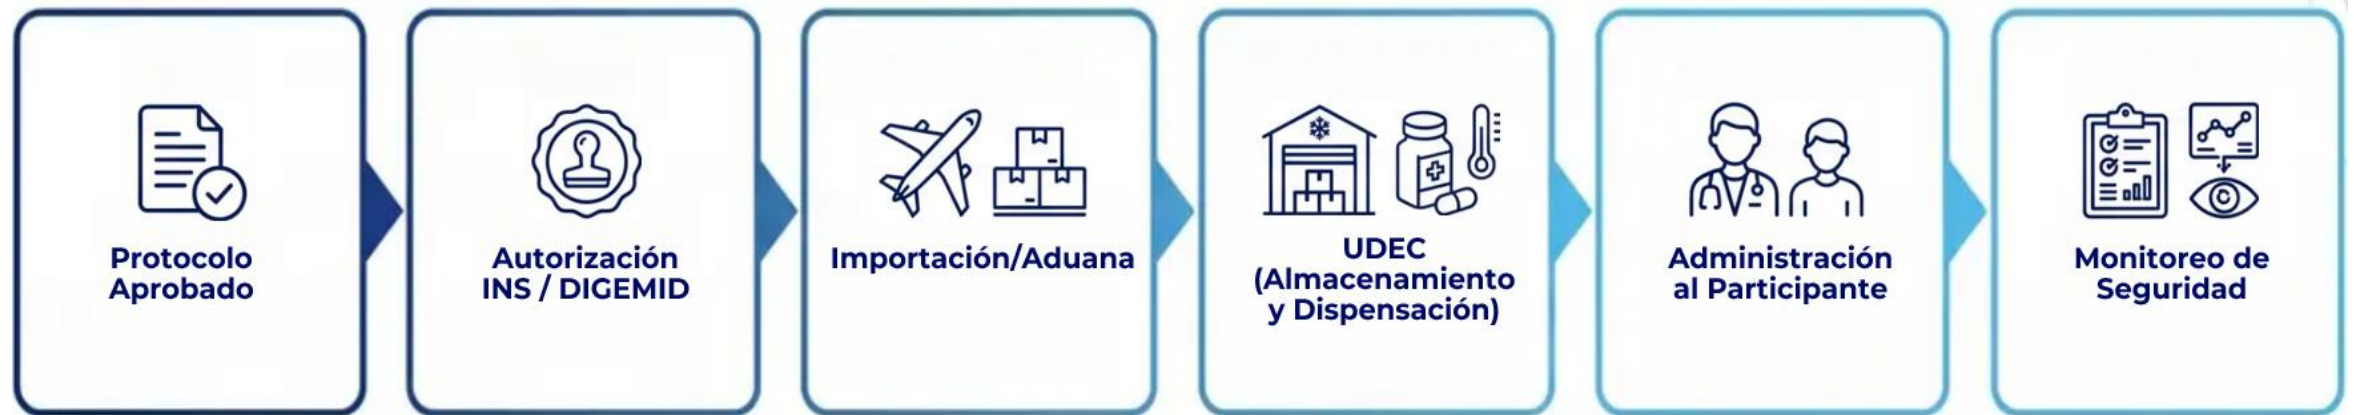 Protocolo
Aprobado
Autorización
INS / DIGEMID
Importación/Aduana
UDEC
(Almacenamiento
y Dispensación)
Administración
al Participante
Monitoreo de
Seguridad